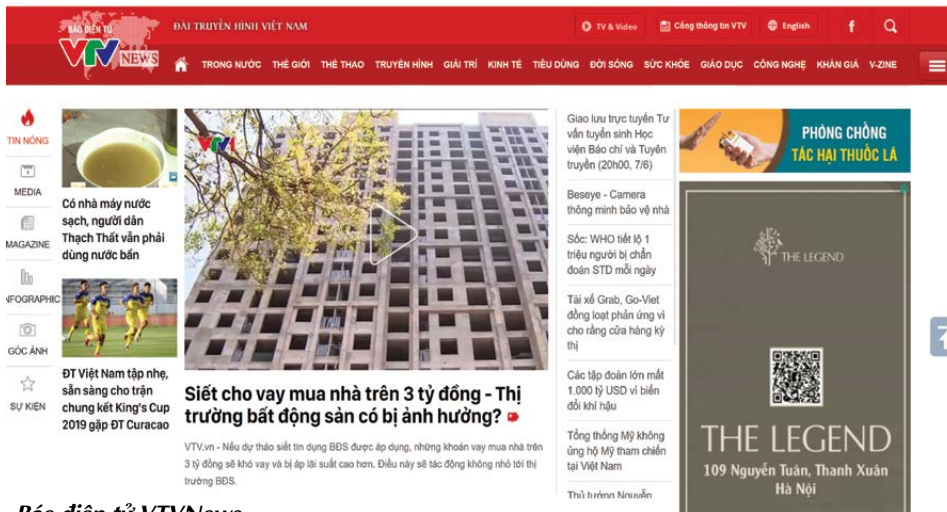 BÁO ĐIỆN TỬ
VTV NEWS
ĐÀI TRUYỀN HÌNH VIỆT NAM
TV & Video
Cổng thông tin VTV
English
f
TRONG NƯỚC THẾ GIỚI THỂ THAO TRUYỀN HÌNH GIẢI TRÍ KINH TẾ TIÊU DÙNG ĐỜI SỐNG SỨC KHỎE GIÁO DỤC CÔNG NGHỆ KHÁN GIẢ V-ZINE
TIN NÓNG
MEDIA
MAGAZINE
NFOGRAPHIC
GÓC ẢNH
SỰ KIỆN
Có nhà máy nước
sạch, người dân
Thạch Thất vẫn phải
dùng nước bẩn
ĐT Việt Nam tập nhẹ,
sẵn sàng cho trận
chung kết King's Cup
2019 gặp ĐT Curacao
VTV1
Siết cho vay mua nhà trên 3 tỷ đồng - Thị
trường bất động sản có bị ảnh hưởng?
VTV.vn - Nếu dự thảo siết tín dụng BĐS được áp dụng, những khoản vay mua nhà trên
3 tỷ đồng sẽ khó vay và bị áp lãi suất cao hơn. Điều này sẽ tác động không nhỏ tới thị
trường BĐS.
Giao lưu trực tuyến Tư
vấn tuyển sinh Học
viện Báo chí và Tuyên
truyền (20h00, 7/6)
Beseye - Camera
thông minh bảo vệ nhà
Sốc: WHO tiết lộ 1
triệu người bị chẩn
đoán STD mỗi ngày
Tài xế Grab, Go-Viet
đồng loạt phản ứng vì
cho rằng cửa hàng kỳ
thị
Các tập đoàn lớn mất
1.000 tỷ USD vì biến
đổi khí hậu
Tổng thống Mỹ không
ủng hộ Mỹ tham chiến
tại Việt Nam
Thủ tướng Nguyễn
PHÒNG CHỐNG
TÁC HẠI THUỐC LÁ
THE LEGEND
THE LEGEND
109 Nguyễn Tuân, Thanh Xuân
Hà Nội
Báo điện tử VTVNews